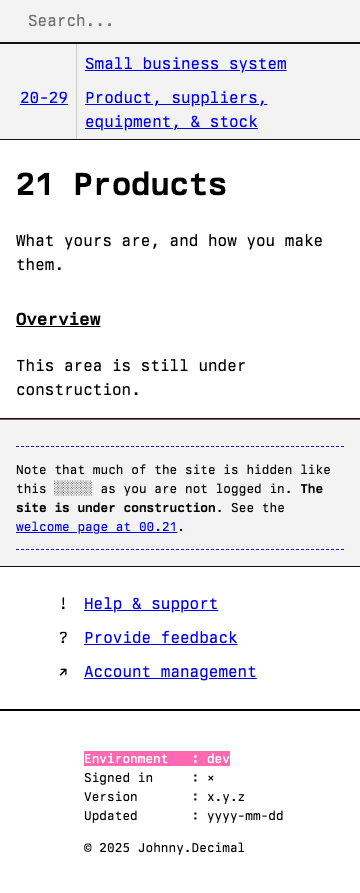 Search...
Small business system
20-29 Product, suppliers,
equipment, & stock
21 Products
What yours are, and how you make
them.
Overview
This area is still under
construction.
Note that much of the site is hidden like
this ░░░░░ as you are not logged in. The
site is under construction. See the
welcome page at 00.21.
! Help & support
? Provide feedback
↗ Account management
Environment : dev
Signed in : ×
Version : x.y.z
Updated : yyyy-mm-dd
© 2025 Johnny.Decimal